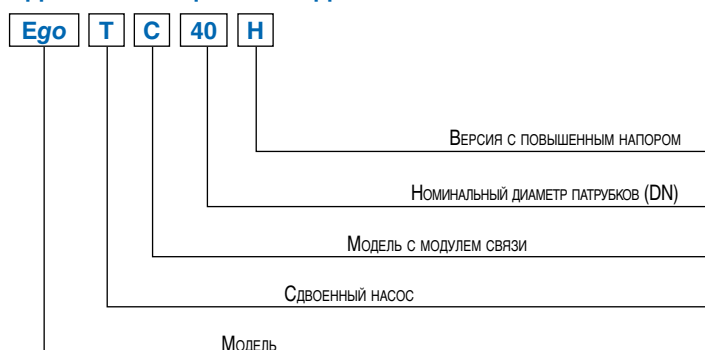 Ego T C 40 H
Версия с повышенным напором
Номинальный диаметр патрубков (DN)
Модель с модулем связи
Сдвоенный насос
Модель